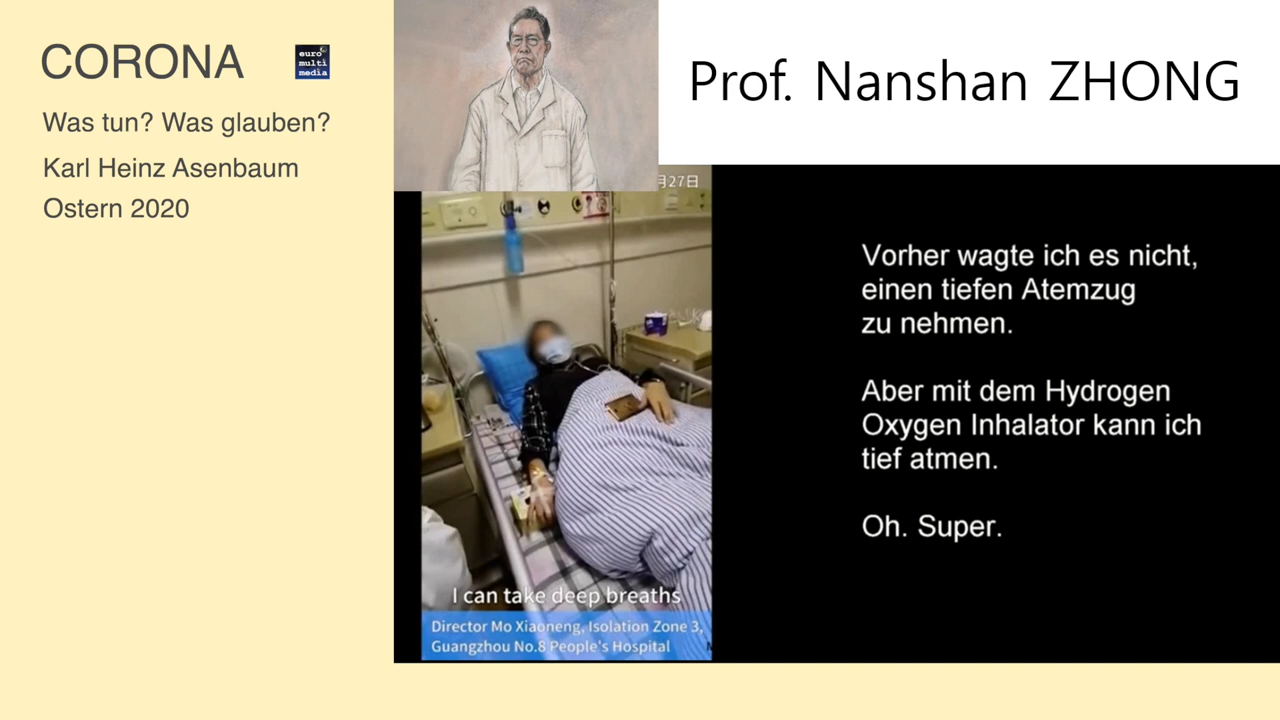 CORONA
euro
multi
media
Was tun? Was glauben?
Karl Heinz Asenbaum
Ostern 2020
Prof. Nanshan ZHONG
月27日
Vorher wagte ich es nicht,
einen tiefen Atemzug
zu nehmen.
Aber mit dem Hydrogen
Oxygen Inhalator kann ich
tief atmen.
Oh. Super.
I can take deep breaths
Director Mo Xiaoneng, Isolation Zone 3,
Guangzhou No.8 People's Hospital